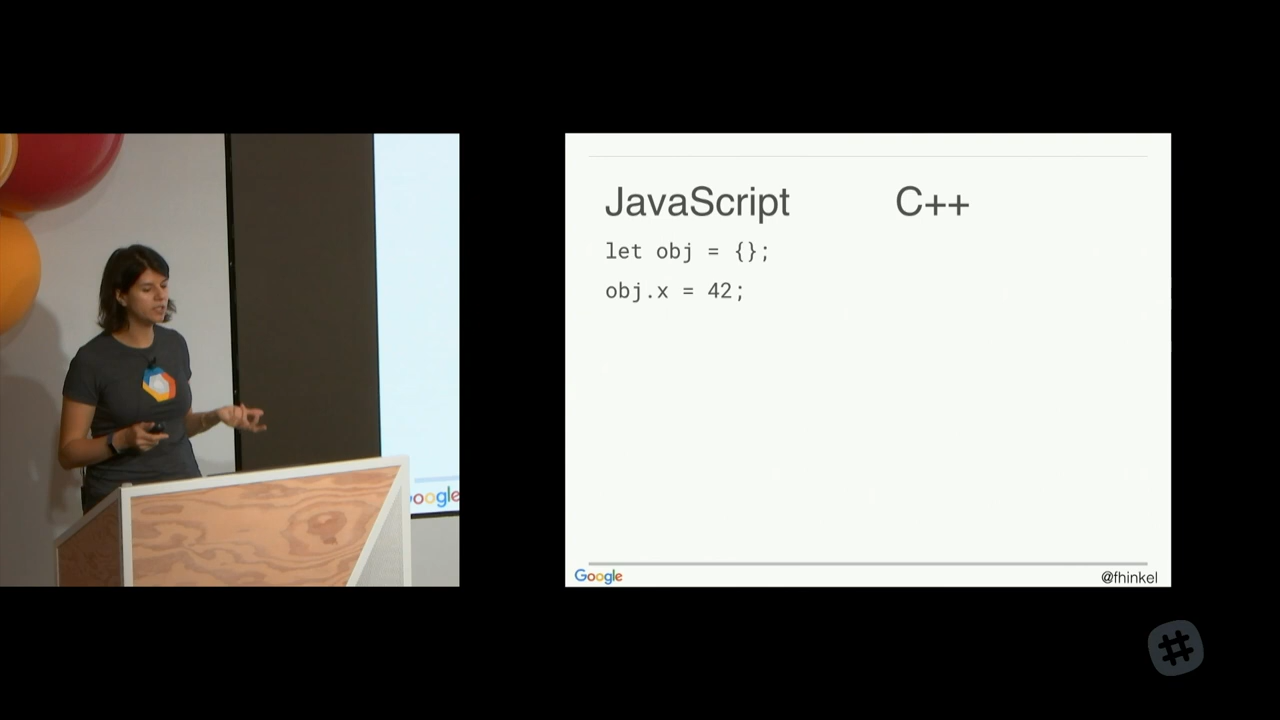 JavaScript
C++
let obj = {};
obj.x = 42;
Google
@fhinkel
oogle